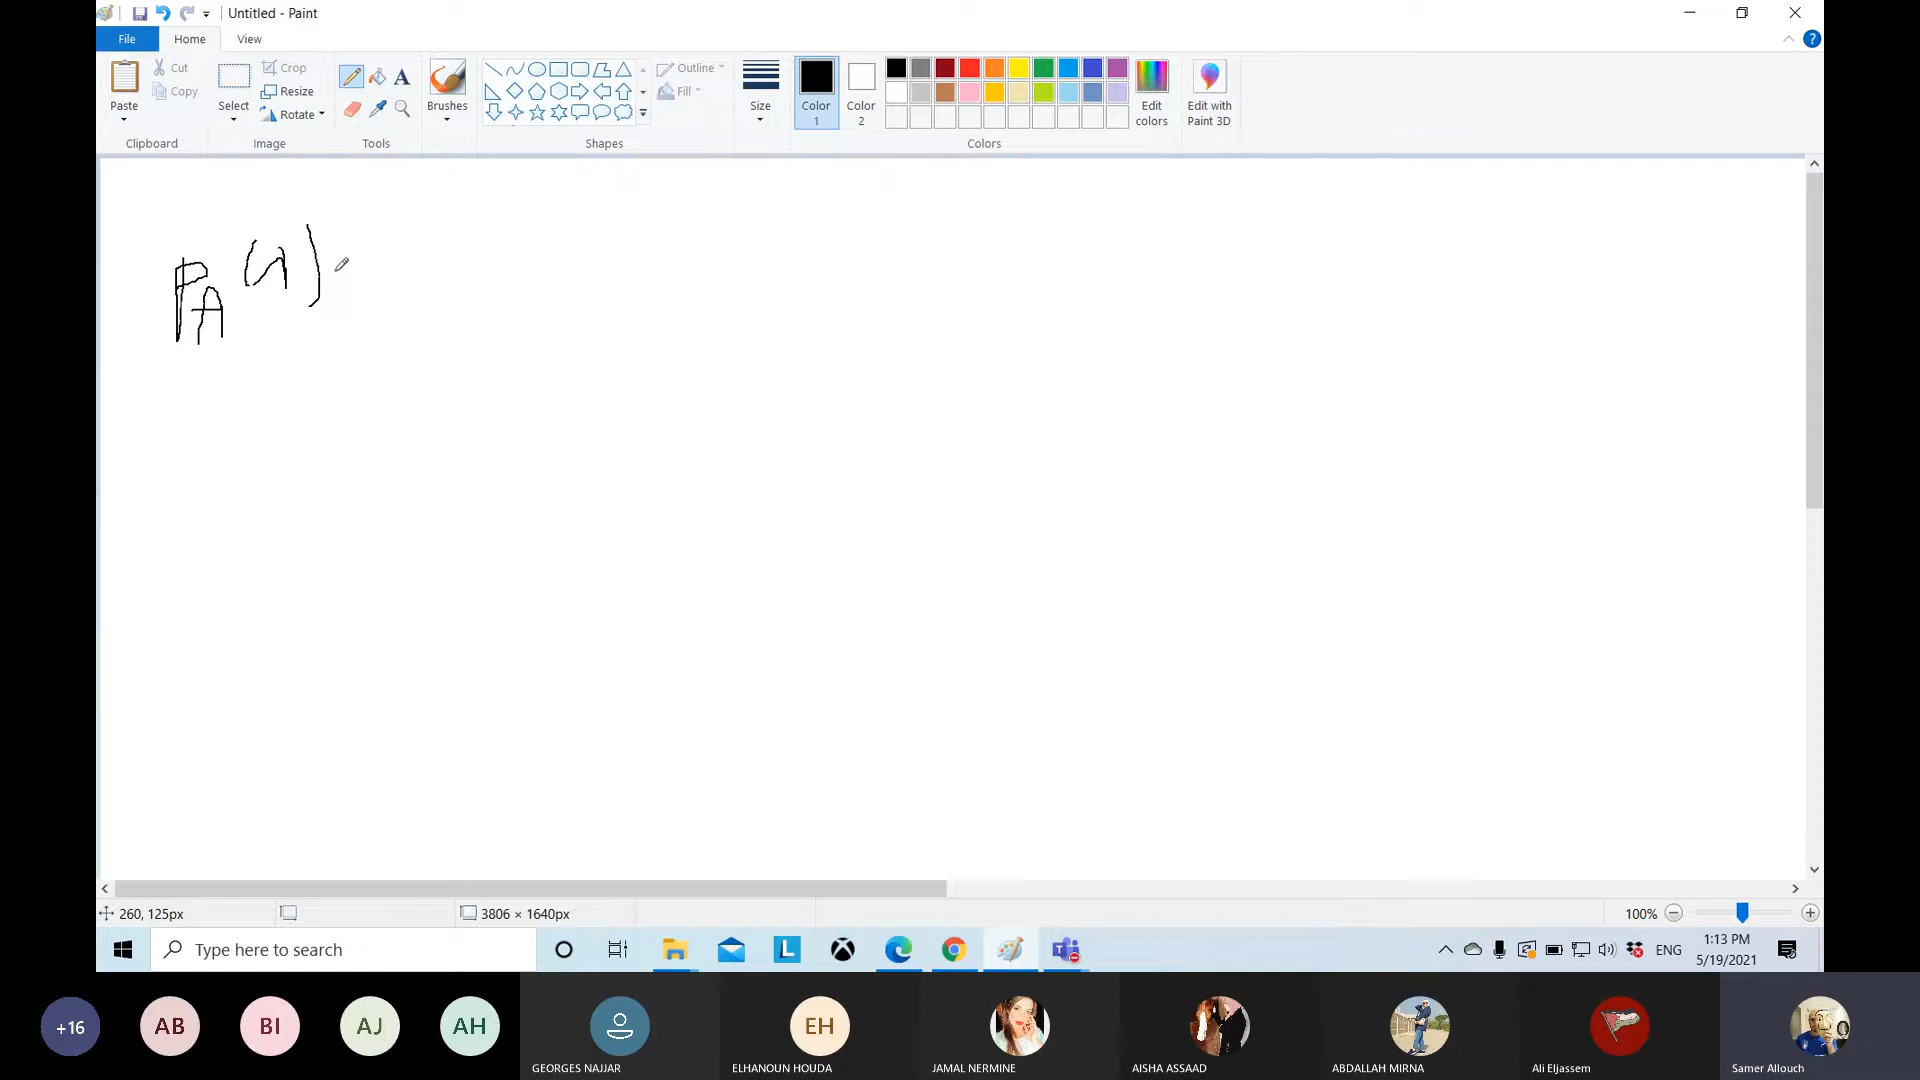 Untitled - Paint
File Home View
Paste Cut Copy Clipboard
Select Crop Resize Rotate Image
Tools
Brushes
Shapes
Outline Fill
Size
Color 1 Color 2
Edit colors
Edit with Paint 3D
Colors
P_A (λ)
260, 125px
3806 × 1640px
100%
Type here to search
ENG
1:13 PM
5/19/2021
+16 AB BI AJ AH EH
GEORGES NAJJAR ELHANOUN HOUDA JAMAL NERMINE AISHA ASSAAD ABDALLAH MIRNA Ali Eljassem Samer Allouch